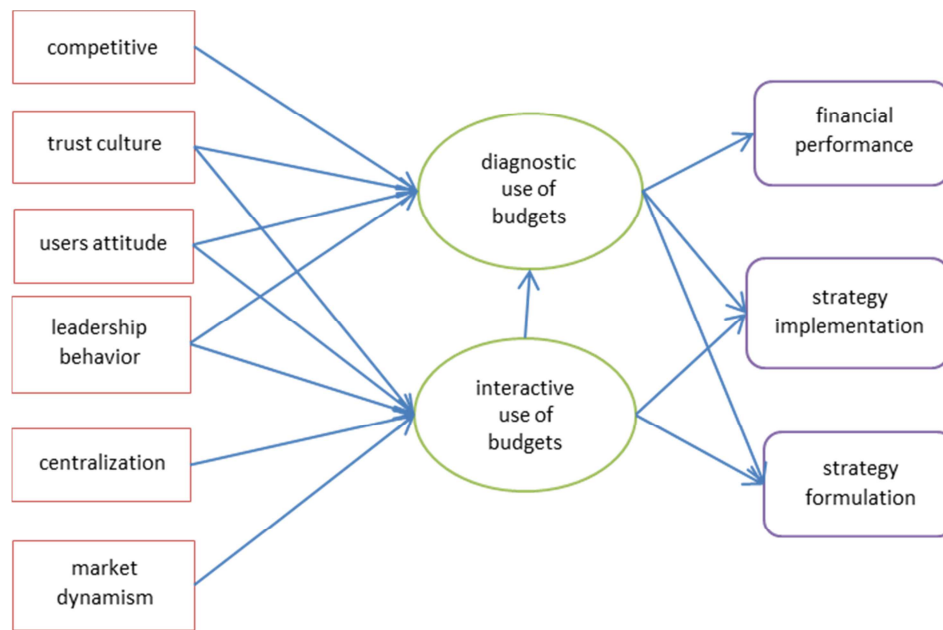 competitive
trust culture
users attitude
leadership
behavior
centralization
market
dynamism
diagnostic
use of
budgets
interactive
use of
budgets
financial
performance
strategy
implementation
strategy
formulation